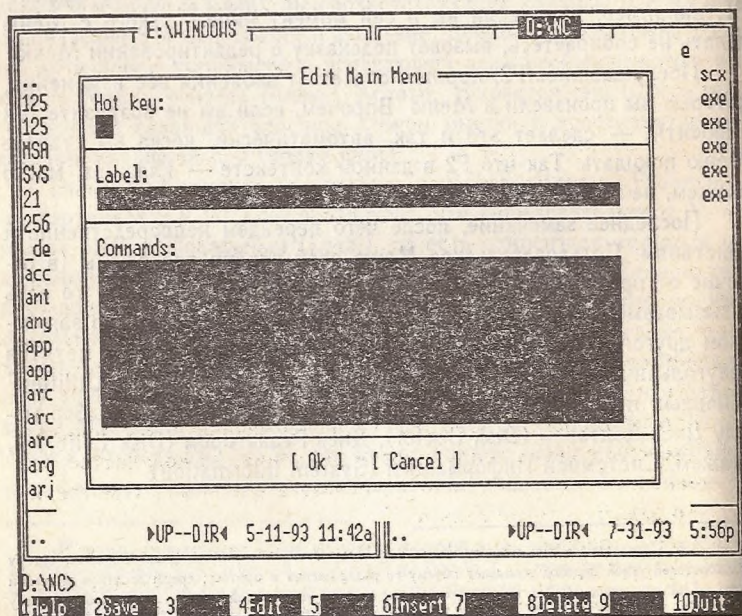 E:\WINDOWS
D:\NC
e
Edit Main Menu
..
scx
125
Hot key:
exe
125
exe
MSA
exe
SYS
Label:
exe
21
exe
256
_de
Commands:
acc
ant
any
app
app
arc
arc
arc
[ Ok ] [ Cancel ]
arg
arj
.. ►UP--DIR◄ 5-11-93 11:42a .. ►UP--DIR◄ 7-31-93 5:56p
D:\NC>
1Help 2Save 3 4Edit 5 6Insert 7 8Delete 9 10Quit